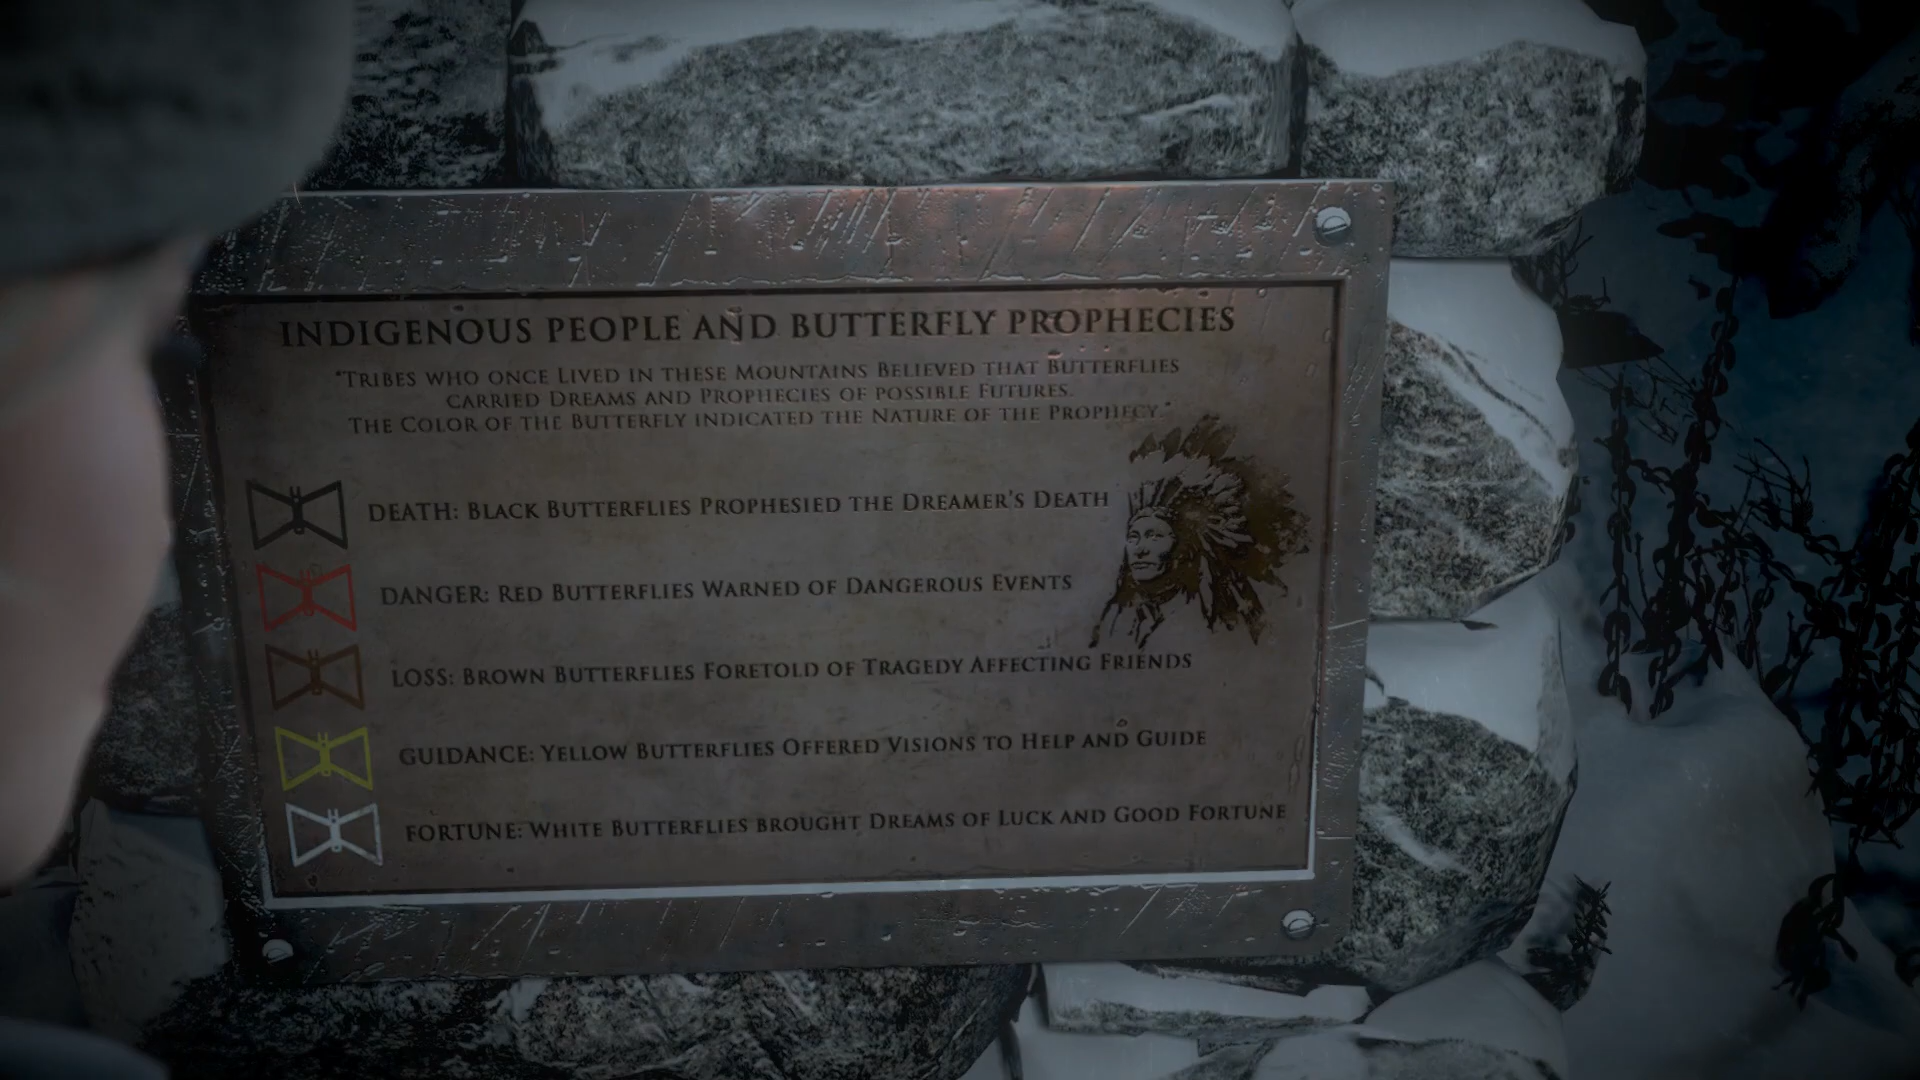 INDIGENOUS PEOPLE AND BUTTERFLY PROPHECIES
"TRIBES WHO ONCE LIVED IN THESE MOUNTAINS BELIEVED THAT BUTTERFLIES
CARRIED DREAMS AND PROPHECIES OF POSSIBLE FUTURES.
THE COLOR OF THE BUTTERFLY INDICATED THE NATURE OF THE PROPHECY."
DEATH: BLACK BUTTERFLIES PROPHESIED THE DREAMER'S DEATH
DANGER: RED BUTTERFLIES WARNED OF DANGEROUS EVENTS
LOSS: BROWN BUTTERFLIES FORETOLD OF TRAGEDY AFFECTING FRIENDS
GUIDANCE: YELLOW BUTTERFLIES OFFERED VISIONS TO HELP AND GUIDE
FORTUNE: WHITE BUTTERFLIES BROUGHT DREAMS OF LUCK AND GOOD FORTUNE